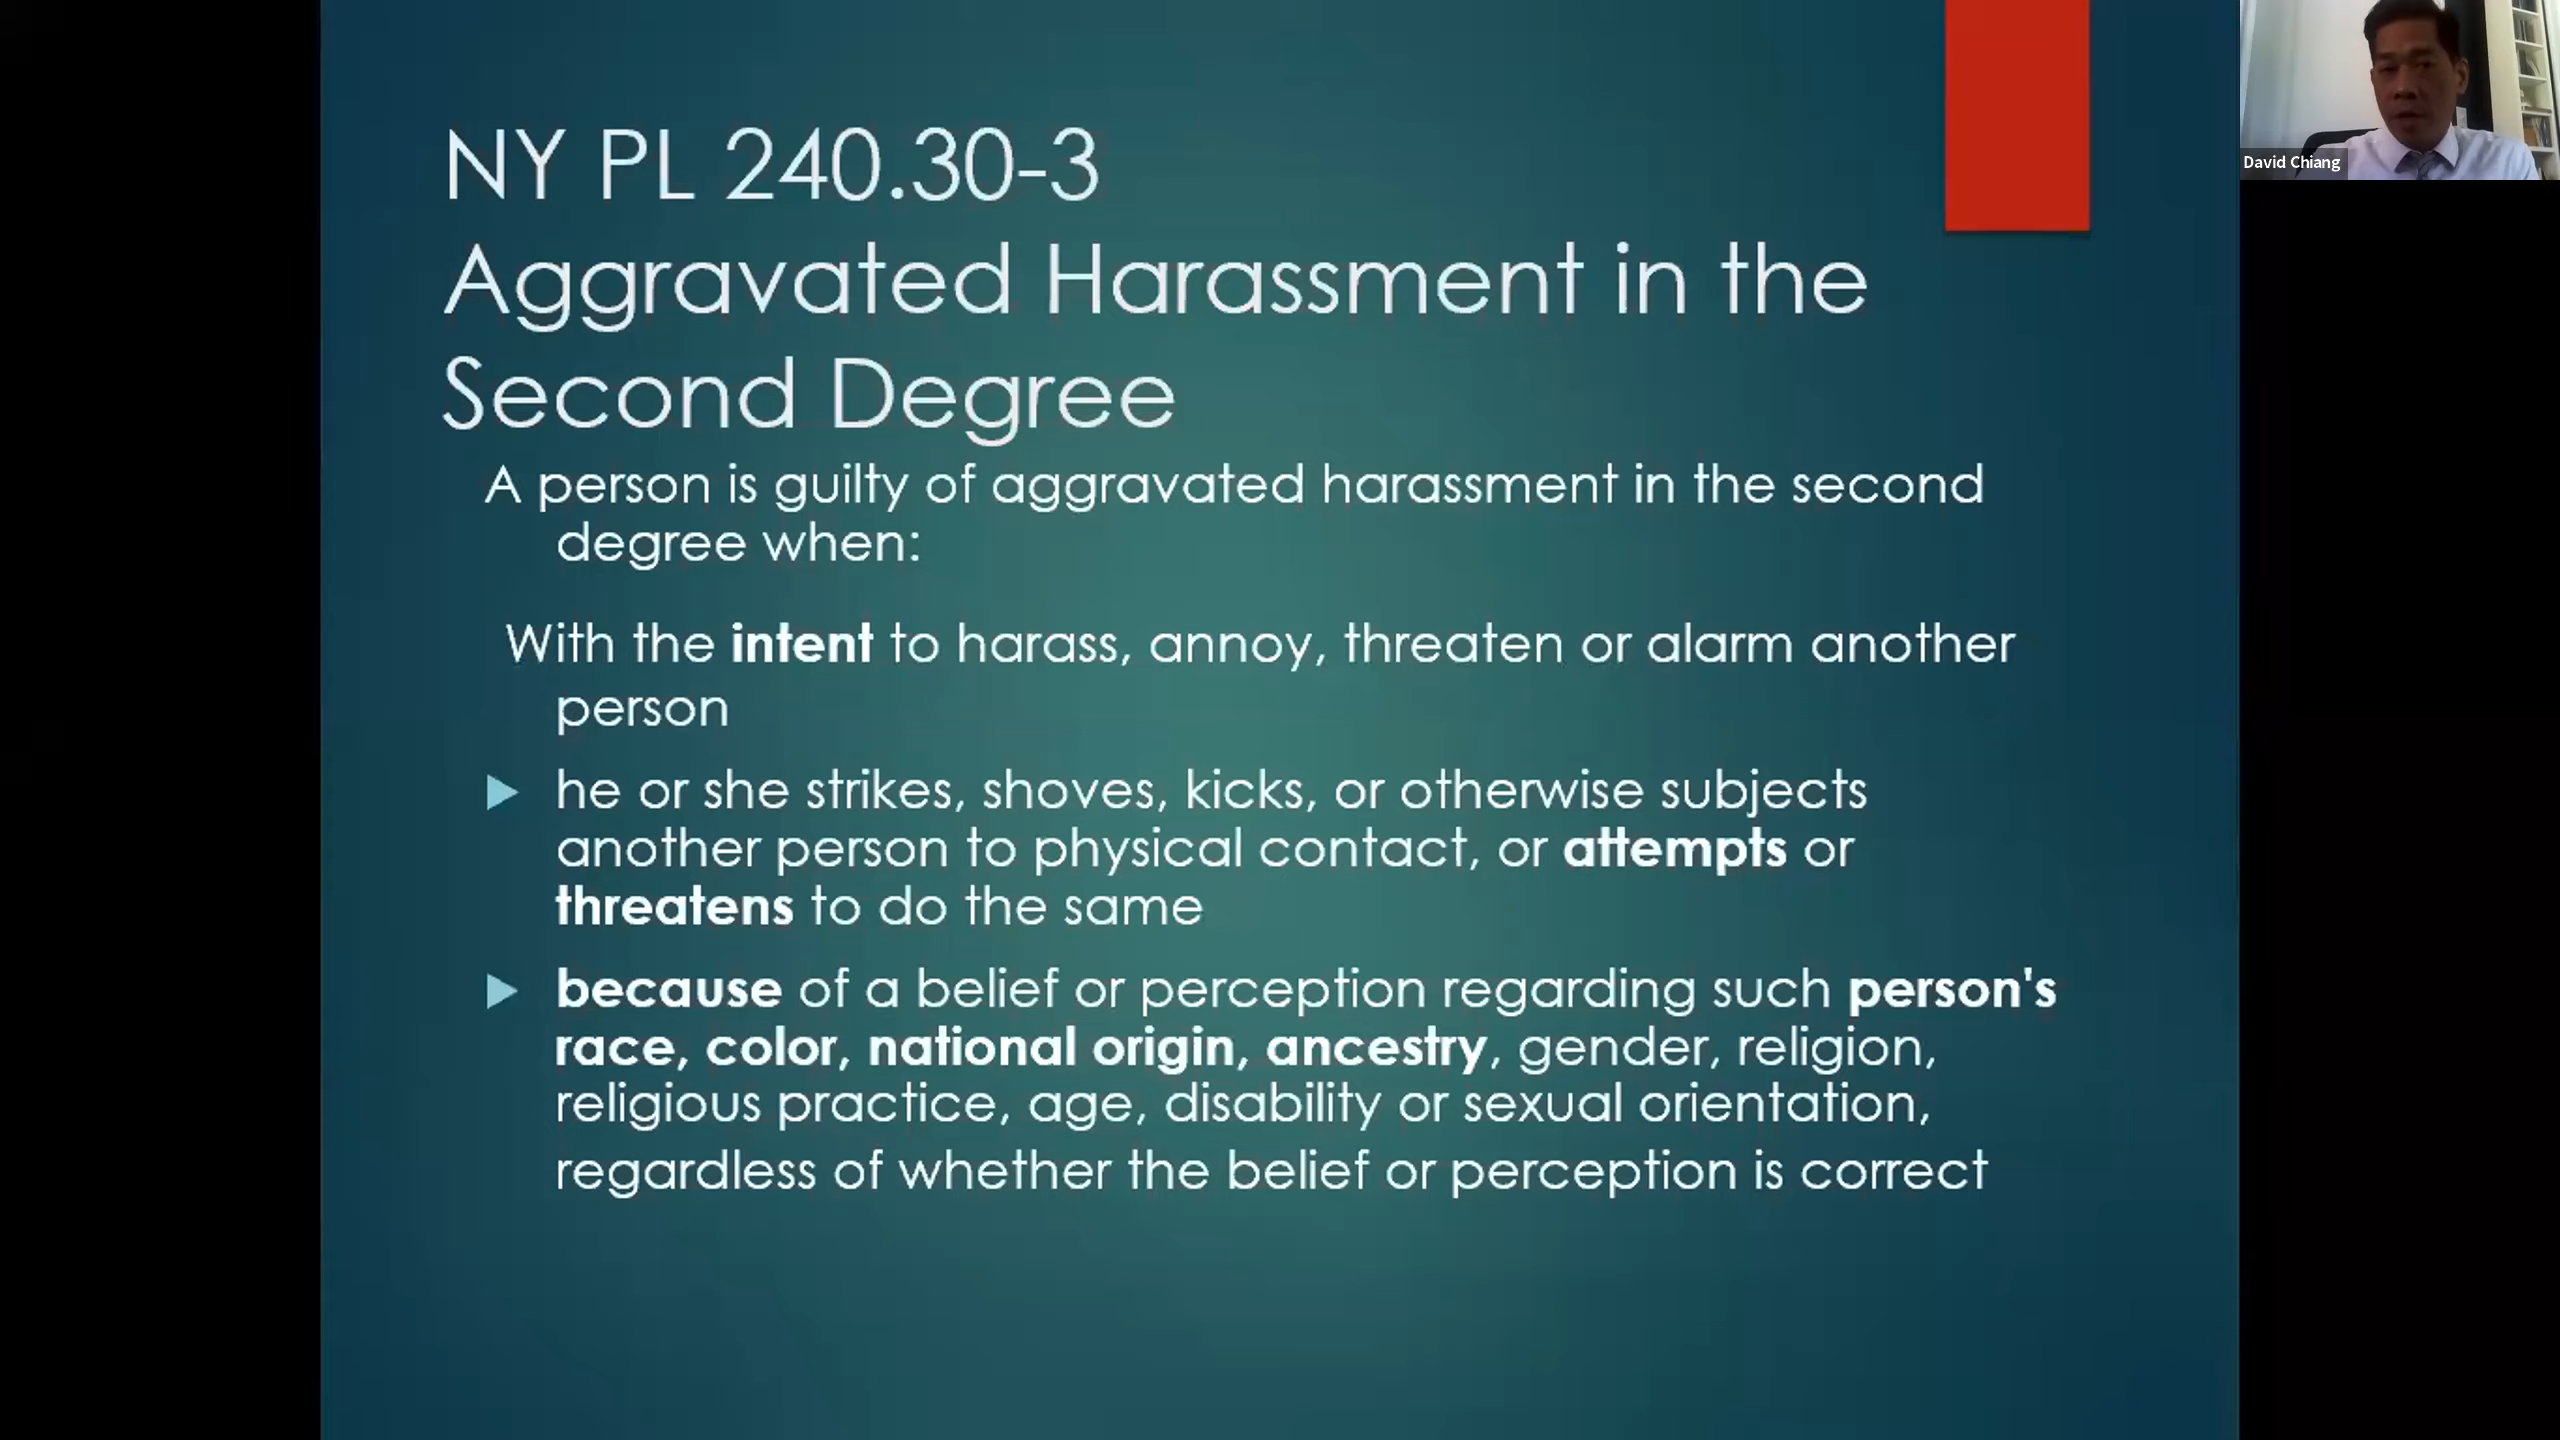 NY PL 240.30-3
Aggravated Harassment in the
Second Degree
A person is guilty of aggravated harassment in the second
degree when:
With the intent to harass, annoy, threaten or alarm another
person
he or she strikes, shoves, kicks, or otherwise subjects
another person to physical contact, or attempts or
threatens to do the same
because of a belief or perception regarding such person's
race, color, national origin, ancestry, gender, religion,
religious practice, age, disability or sexual orientation,
regardless of whether the belief or perception is correct
David Chiang